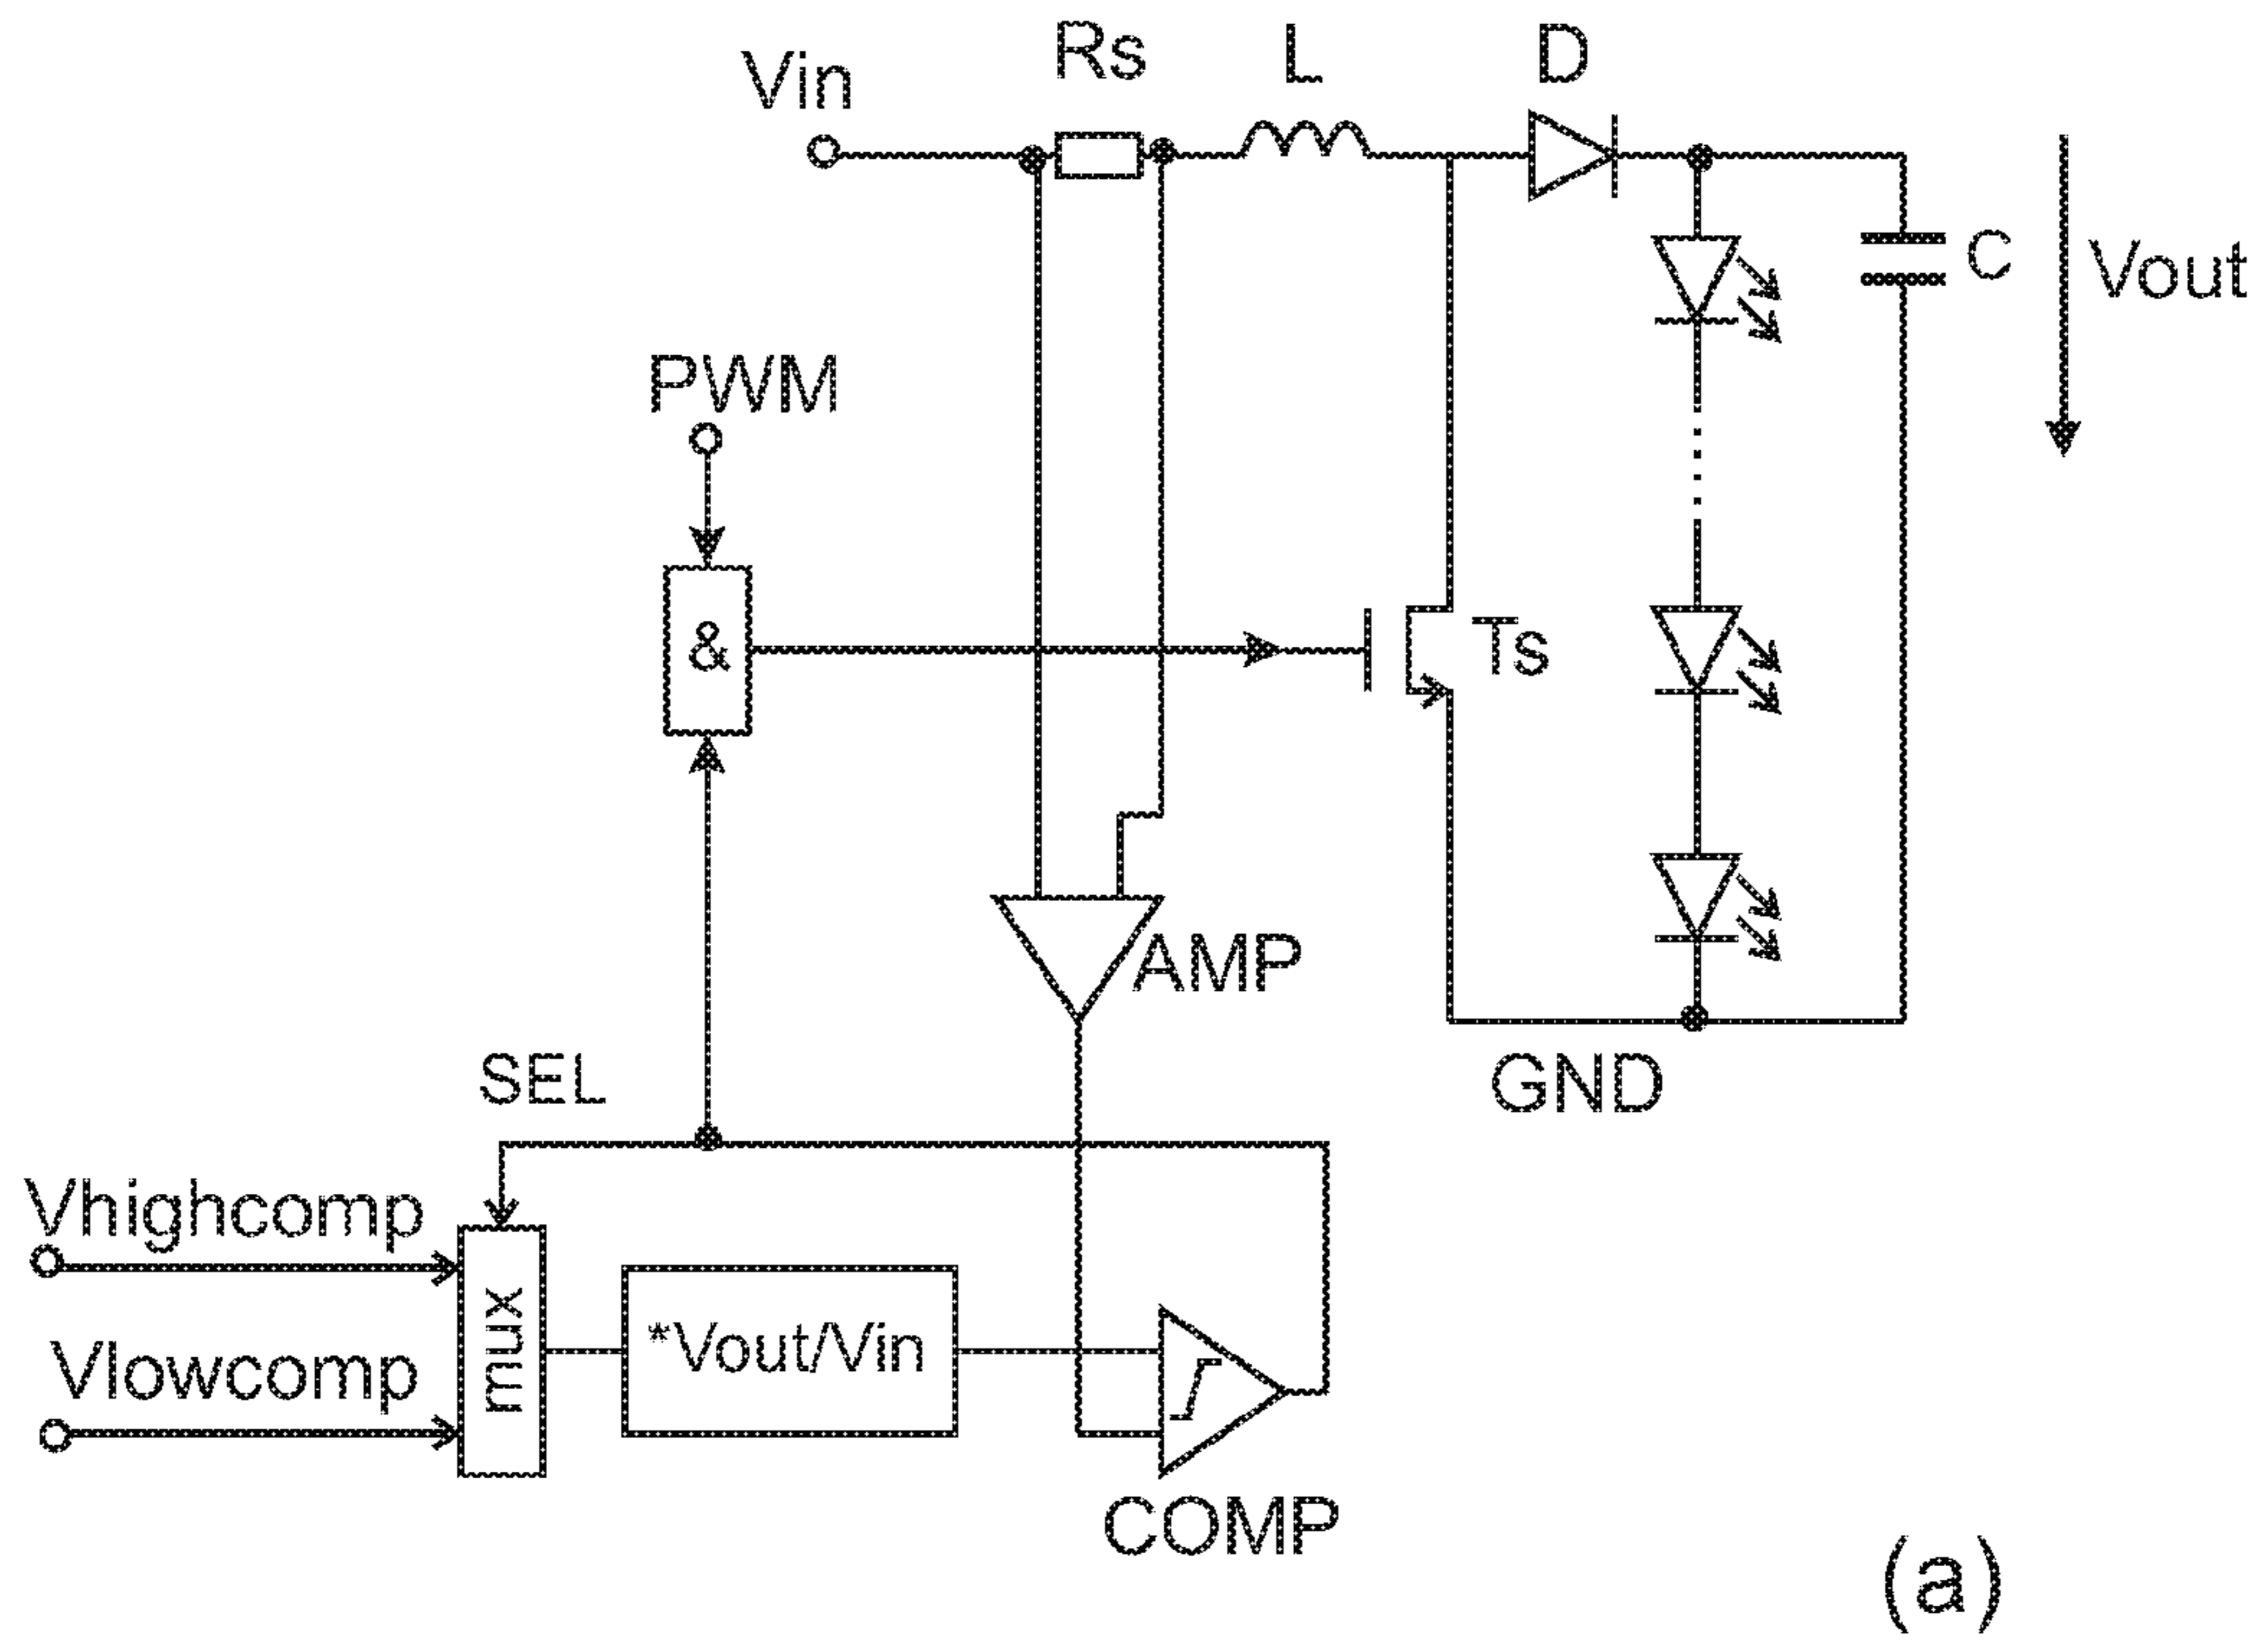 Vin
Rs
L
D
C
Vout
PWM
&
Ts
AMP
SEL
GND
Vhighcomp
Vlowcomp
mux
*Vout/Vin
COMP
(a)